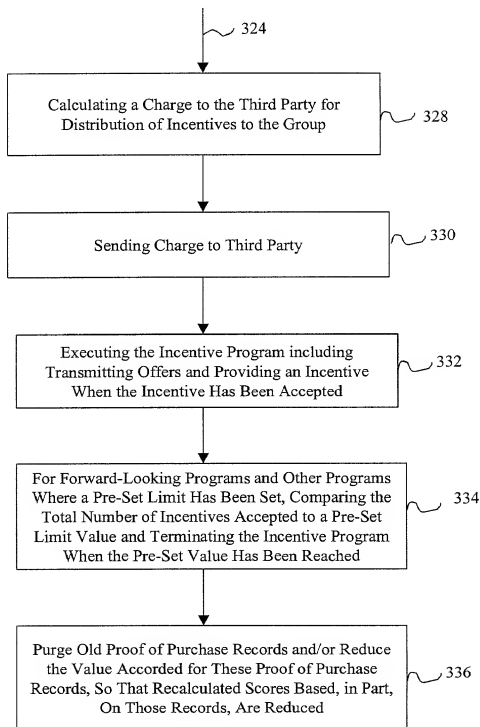 324
Calculating a Charge to the Third Party for
Distribution of Incentives to the Group
328
Sending Charge to Third Party
330
Executing the Incentive Program including
Transmitting Offers and Providing an Incentive
When the Incentive Has Been Accepted
332
For Forward-Looking Programs and Other Programs
Where a Pre-Set Limit Has Been Set, Comparing the
Total Number of Incentives Accepted to a Pre-Set
Limit Value and Terminating the Incentive Program
When the Pre-Set Value Has Been Reached
334
Purge Old Proof of Purchase Records and/or Reduce
the Value Accorded for These Proof of Purchase
Records, So That Recalculated Scores Based, in Part,
On Those Records, Are Reduced
336